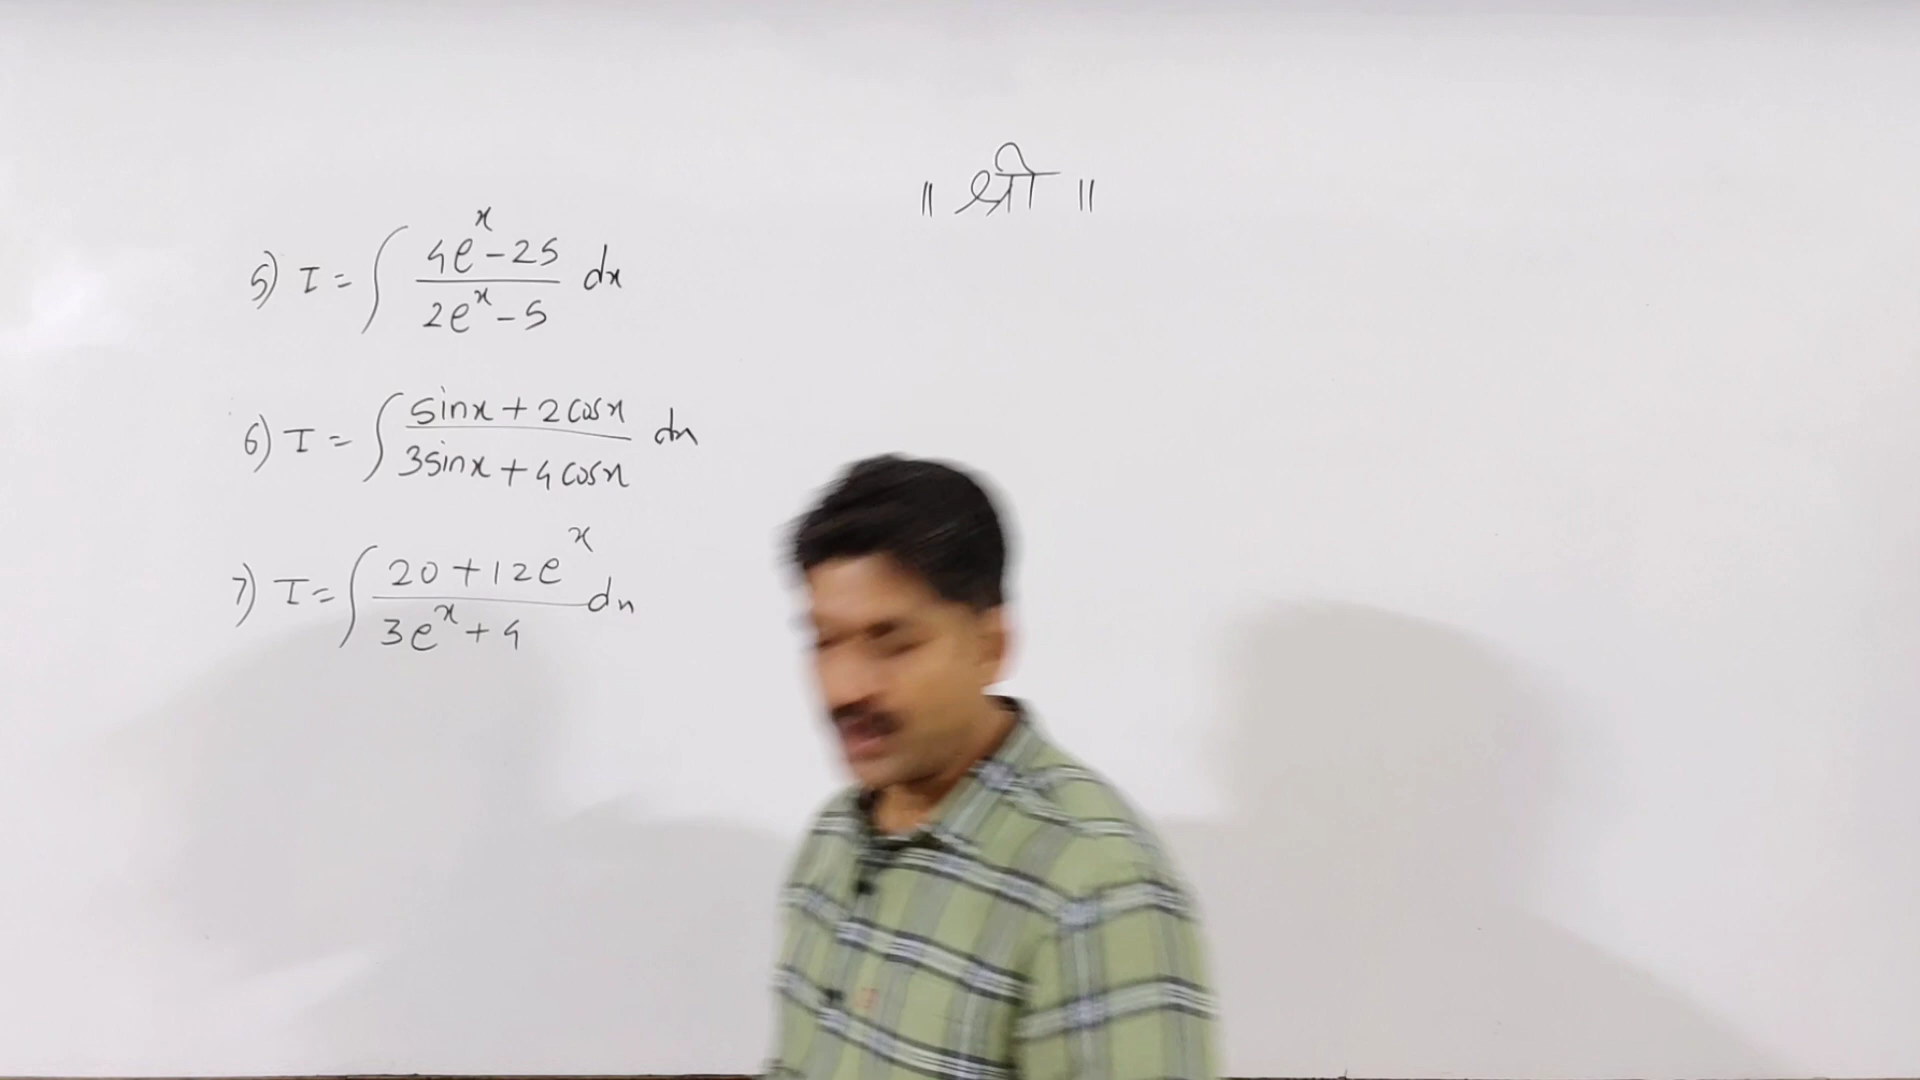 ॥ श्री ॥
5) I = ∫ (4e^x - 25)/(2e^x - 5) dx
6) I = ∫ (sinx + 2cosx)/(3sinx + 4cosx) dx
7) I = ∫ (20 + 12e^x)/(3e^x + 4) dx